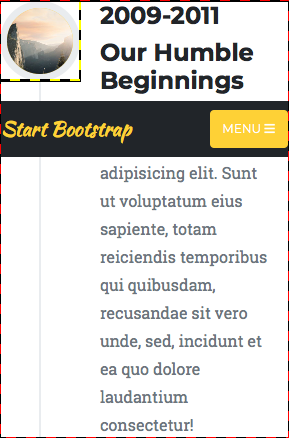 2009-2011
Our Humble
Beginnings
Start Bootstrap
MENU
adipisicing elit. Sunt
ut voluptatum eius
sapiente, totam
reiciendis temporibus
qui quibusdam,
recusandae sit vero
unde, sed, incidunt et
ea quo dolore
laudantium
consectetur!